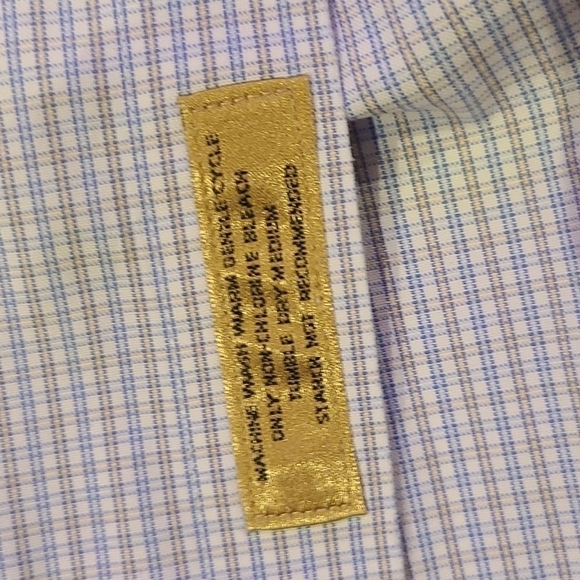 MACHINE WASH WARM GENTLE CYCLE
ONLY NON-CHLORINE BLEACH
TUMBLE DRY MEDIUM
STARCH NOT RECOMMENDED